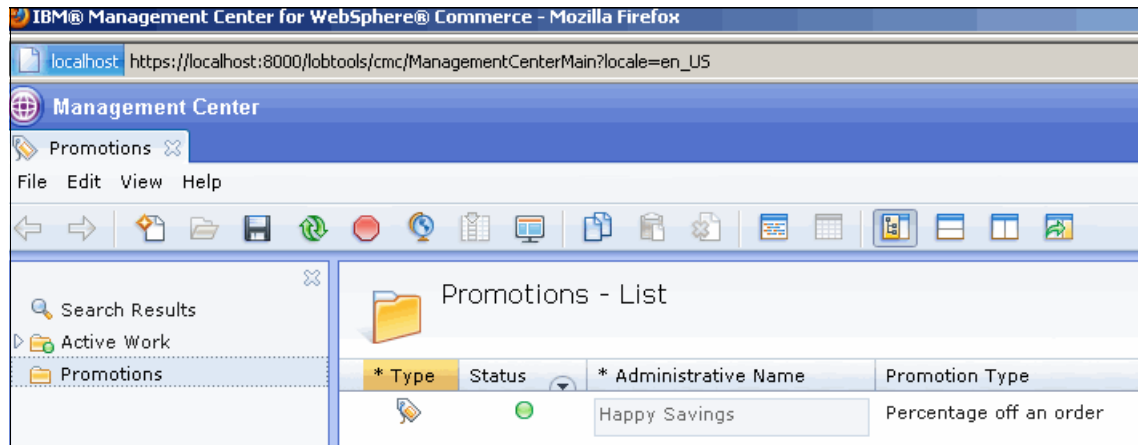 IBM® Management Center for WebSphere® Commerce - Mozilla Firefox
localhost https://localhost:8000/lobtools/cmc/ManagementCenterMain?locale=en_US
Management Center
Promotions
File Edit View Help
Search Results
Active Work
Promotions
Promotions - List
* Type Status * Administrative Name Promotion Type
Happy Savings Percentage off an order